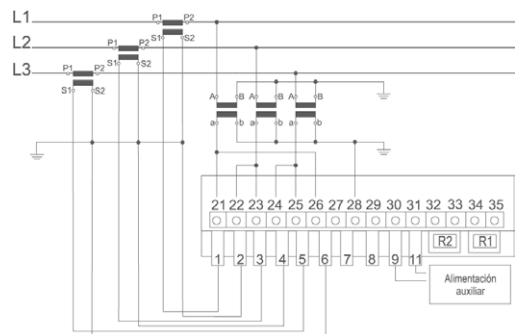 L1
P1 P2
S1 S2
L2
P1 P2
S1 S2
L3
P1 P2
S1 S2
A B A B A B
a b a b a b
21 22 23 24 25 26 27 28 29 30 31 32 33 34 35
R2 R1
1 2 3 4 5 6 7 8 9 11
Alimentación
auxiliar